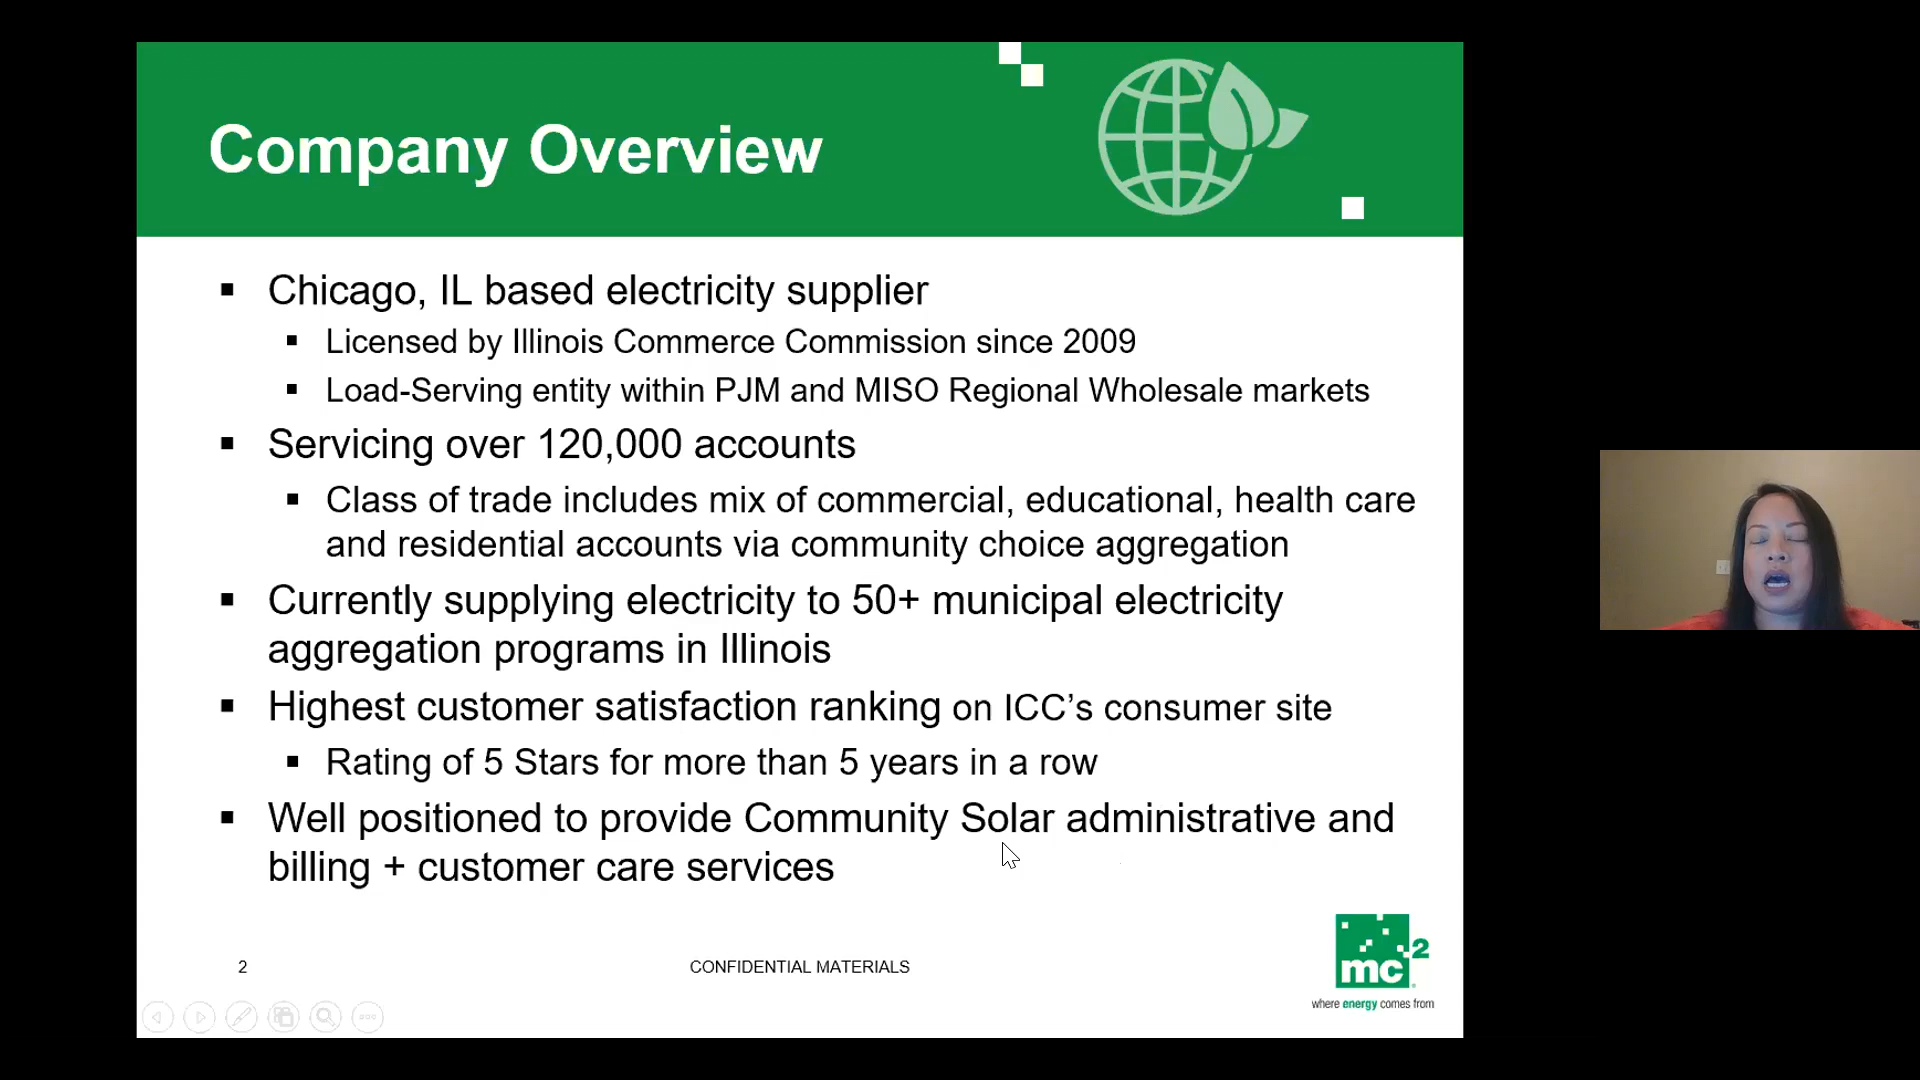 Company Overview
▪ Chicago, IL based electricity supplier
▪ Licensed by Illinois Commerce Commission since 2009
▪ Load-Serving entity within PJM and MISO Regional Wholesale markets
▪ Servicing over 120,000 accounts
▪ Class of trade includes mix of commercial, educational, health care
and residential accounts via community choice aggregation
▪ Currently supplying electricity to 50+ municipal electricity
aggregation programs in Illinois
▪ Highest customer satisfaction ranking on ICC’s consumer site
▪ Rating of 5 Stars for more than 5 years in a row
▪ Well positioned to provide Community Solar administrative and
billing + customer care services
2
CONFIDENTIAL MATERIALS
mc2
where energy comes from